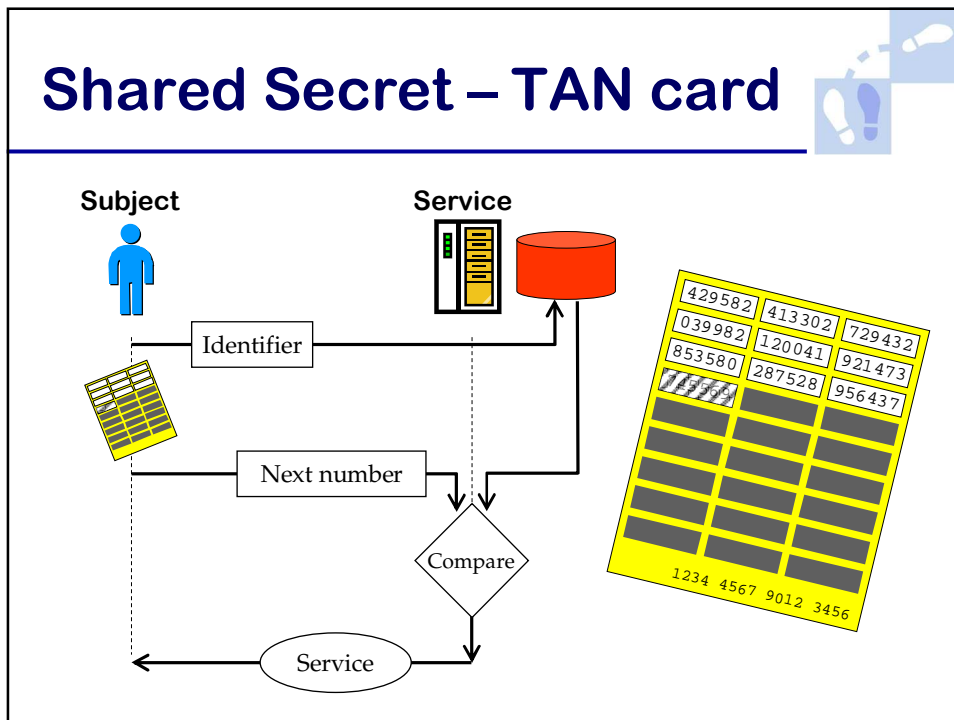 Shared Secret – TAN card
Subject
Service
Identifier
Next number
Compare
Service
429582 413302 729432
039982 120041 921473
853580 287528 956437
1234 4567 9012 3456